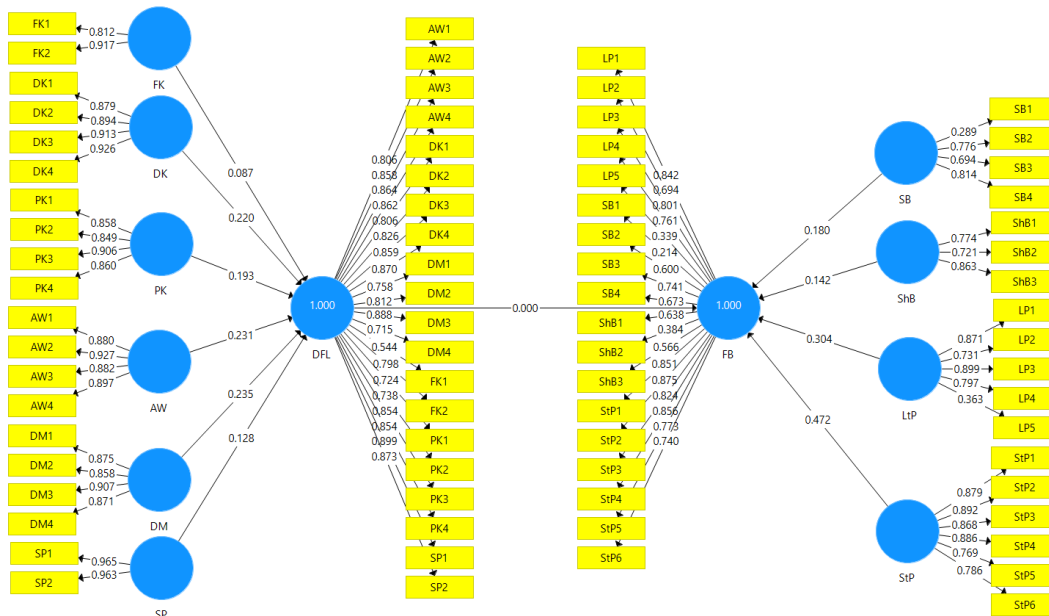 FK1
FK2
DK1
DK2
DK3
DK4
PK1
PK2
PK3
PK4
AW1
AW2
AW3
AW4
DM1
DM2
DM3
DM4
SP1
SP2
0.812
0.917
0.879
0.894
0.913
0.926
0.858
0.849
0.906
0.860
0.880
0.927
0.882
0.897
0.875
0.858
0.907
0.871
0.965
0.963
FK
DK
PK
AW
DM
SP
0.087
0.220
0.193
0.231
0.235
0.128
1.000
DFL
0.806
0.858
0.864
0.862
0.806
0.826
0.859
0.870
0.758
0.812
0.888
0.715
0.544
0.798
0.724
0.738
0.854
0.854
0.899
0.873
AW1
AW2
AW3
AW4
DK1
DK2
DK3
DK4
DM1
DM2
DM3
DM4
FK1
FK2
PK1
PK2
PK3
PK4
SP1
SP2
0.000
LP1
LP2
LP3
LP4
LP5
SB1
SB2
SB3
SB4
ShB1
ShB2
ShB3
StP1
StP2
StP3
StP4
StP5
StP6
0.842
0.694
0.801
0.761
0.339
0.214
0.600
0.741
0.673
0.638
0.384
0.566
0.851
0.875
0.824
0.856
0.773
0.740
1.000
FB
0.180
0.142
0.304
0.472
SB
ShB
LtP
StP
0.289
0.776
0.694
0.814
0.774
0.721
0.863
0.871
0.731
0.899
0.797
0.363
0.879
0.892
0.868
0.886
0.769
0.786
SB1
SB2
SB3
SB4
ShB1
ShB2
ShB3
LP1
LP2
LP3
LP4
LP5
StP1
StP2
StP3
StP4
StP5
StP6